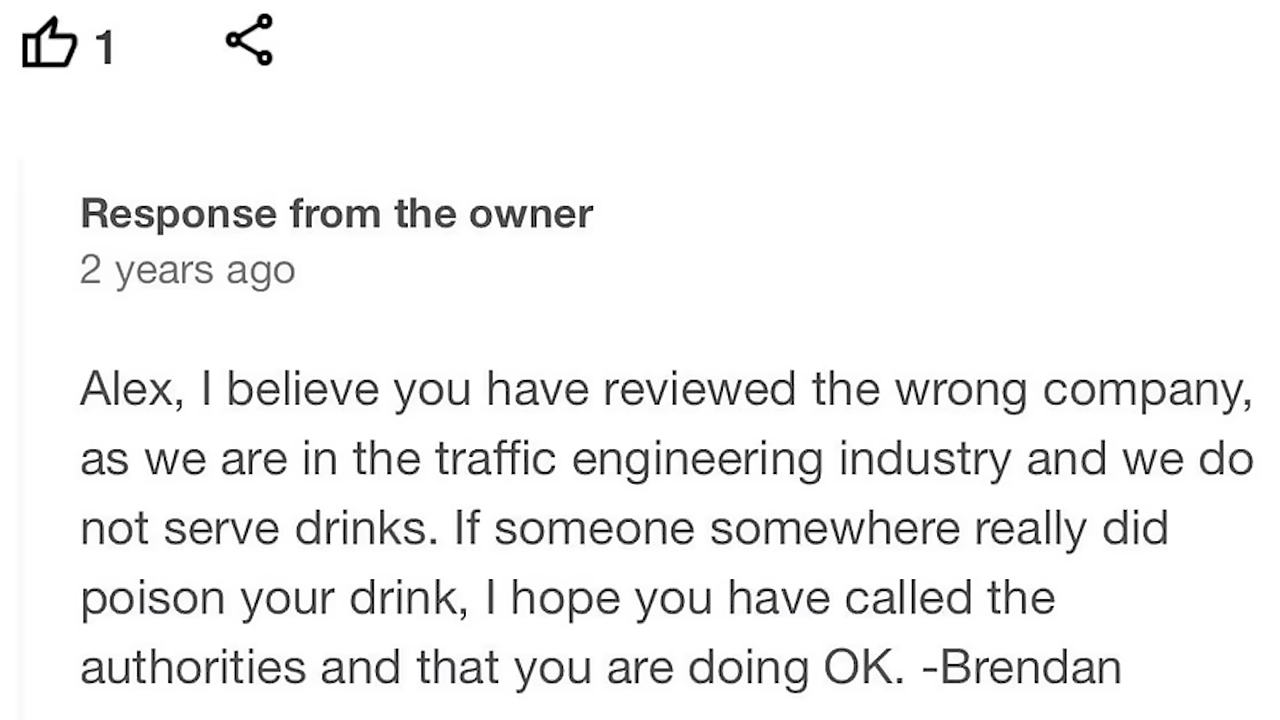 1
Response from the owner
2 years ago
Alex, I believe you have reviewed the wrong company,
as we are in the traffic engineering industry and we do
not serve drinks. If someone somewhere really did
poison your drink, I hope you have called the
authorities and that you are doing OK. -Brendan